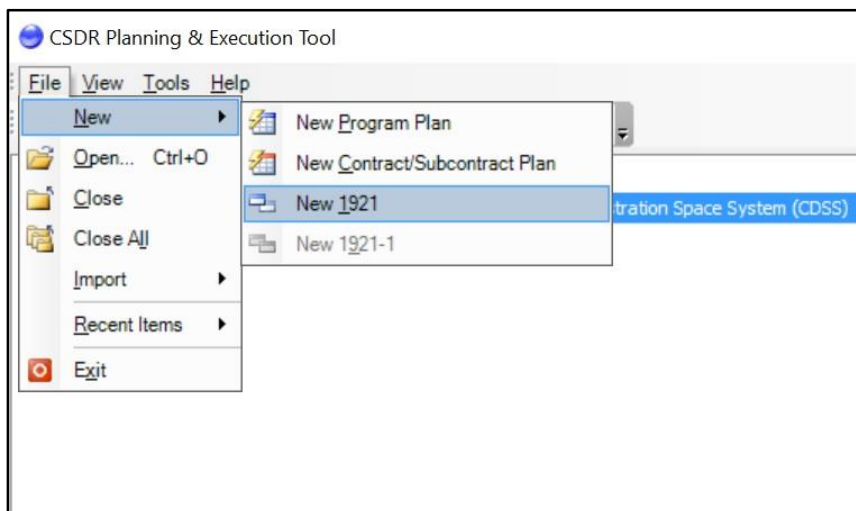 CSDR Planning & Execution Tool
File View Tools Help
New
New Program Plan
Open... Ctrl+O
New Contract/Subcontract Plan
Close
New 1921
tration Space System (CDSS)
Close All
New 1921-1
Import
Recent Items
Exit